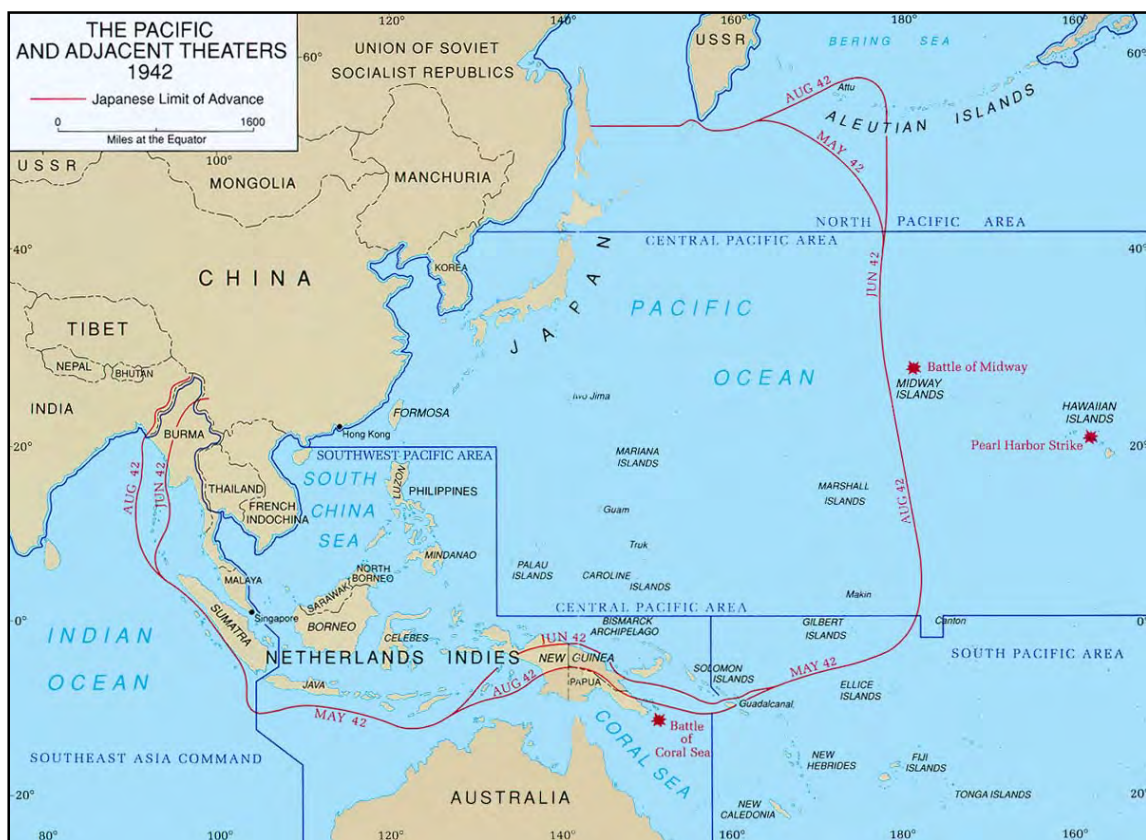 THE PACIFIC
AND ADJACENT THEATERS
1942
Japanese Limit of Advance
0 1600
Miles at the Equator
120°
140°
160°
180°
160°
60°
60°
UNION OF SOVIET
SOCIALIST REPUBLICS
USSR
BERING SEA
AUG 42
Attu
ALEUTIAN ISLANDS
MAY 42
USSR
100°
MONGOLIA
MANCHURIA
NORTH PACIFIC AREA
CENTRAL PACIFIC AREA
40°
40°
KOREA
JAPAN
CHINA
JUN 42
PACIFIC
OCEAN
TIBET
NEPAL
BHUTAN
INDIA
Battle of Midway
MIDWAY
ISLANDS
Iwo Jima
HAWAIIAN
ISLANDS
Pearl Harbor Strike
FORMOSA
BURMA
Hong Kong
20°
20°
SOUTHWEST PACIFIC AREA
AUG 42
JUN 42
SOUTH
CHINA
SEA
LUZON
PHILIPPINES
MARIANA
ISLANDS
MARSHALL
ISLANDS
AUG 42
THAILAND
FRENCH
INDOCHINA
Guam
Truk
MINDANAO
PALAU
ISLANDS
CAROLINE
ISLANDS
MALAYA
NORTH
BORNEO
SARAWAK
Makin
Singapore
SUMATRA
BORNEO
CELEBES
CENTRAL PACIFIC AREA
0°
0°
BISMARCK
ARCHIPELAGO
GILBERT
ISLANDS
Canton
SOUTH PACIFIC AREA
INDIAN
OCEAN
NETHERLANDS INDIES
JUN 42
NEW GUINEA
AUG 42
PAPUA
SOLOMON
ISLANDS
MAY 42
ELLICE
ISLANDS
JAVA
MAY 42
Guadalcanal
Battle
of
Coral Sea
CORAL SEA
SOUTHEAST ASIA COMMAND
NEW
HEBRIDES
FIJI
ISLANDS
TONGA ISLANDS
20°
20°
AUSTRALIA
NEW
CALEDONIA
80°
100°
120°
140°
160°
180°
160°